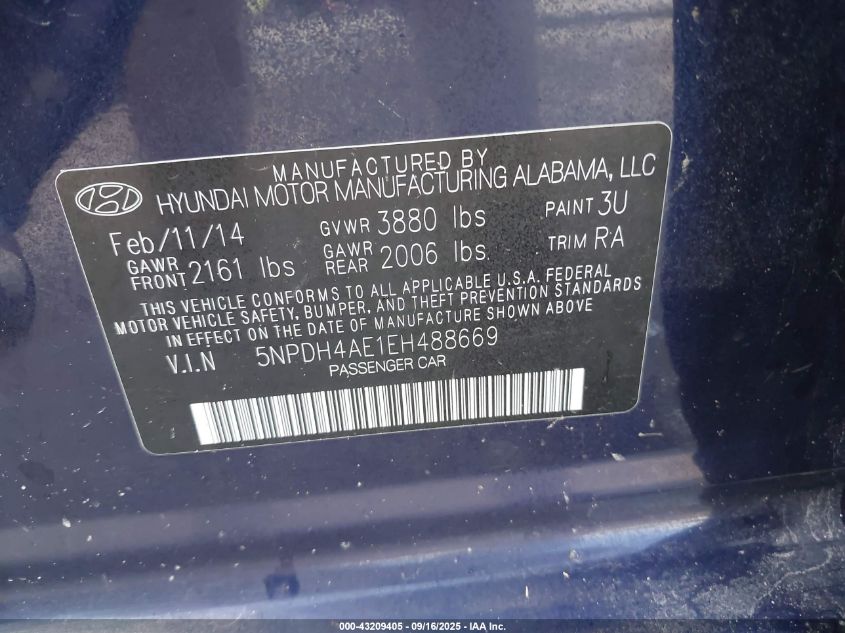 MANUFACTURED BY
HYUNDAI MOTOR MANUFACTURING ALABAMA, LLC
Feb/11/14 GVWR 3880 lbs PAINT 3U
GAWR FRONT 2161 lbs GAWR REAR 2006 lbs. TRIM RA
THIS VEHICLE CONFORMS TO ALL APPLICABLE U.S.A. FEDERAL
MOTOR VEHICLE SAFETY, BUMPER, AND THEFT PREVENTION STANDARDS
IN EFFECT ON THE DATE OF MANUFACTURE SHOWN ABOVE
V.I.N 5NPDH4AE1EH488669
PASSENGER CAR
000-43209405 - 09/16/2025 - IAA Inc.